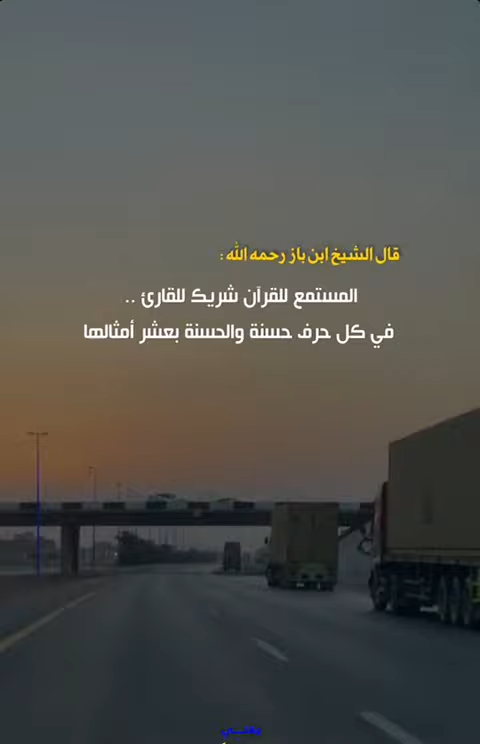 قال الشيخ ابن باز رحمه الله :
المستمع للقرآن شريك للقارئ ..
في كل حرف حسنة والحسنة بعشر أمثالها